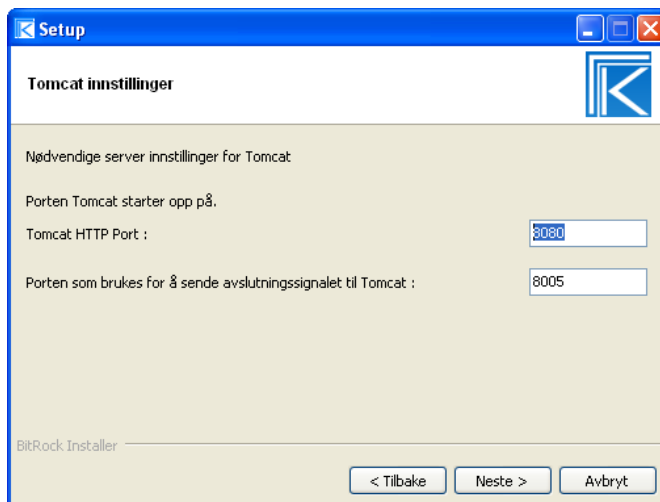 Setup
Tomcat innstillinger
Nødvendige server innstillinger for Tomcat
Porten Tomcat starter opp på.
Tomcat HTTP Port : 8080
Porten som brukes for å sende avslutningssignalet til Tomcat : 8005
BitRock Installer
< Tilbake Neste > Avbryt